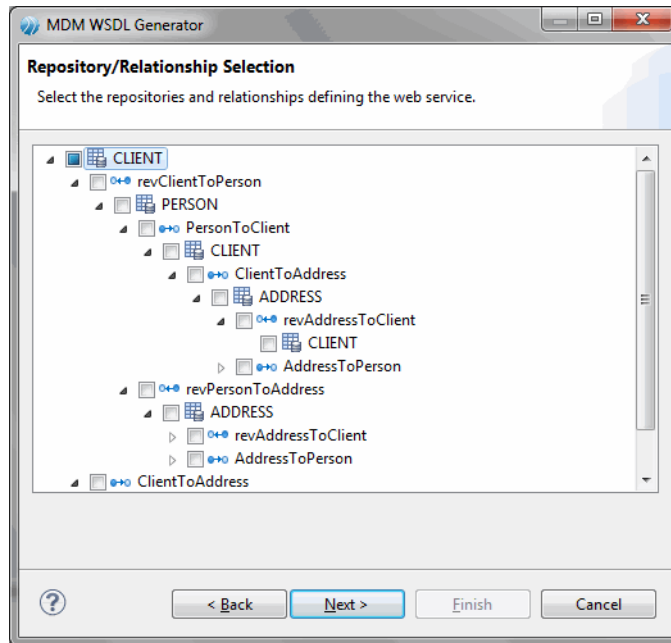 MDM WSDL Generator
Repository/Relationship Selection
Select the repositories and relationships defining the web service.
CLIENT
revClientToPerson
PERSON
PersonToClient
CLIENT
ClientToAddress
ADDRESS
revAddressToClient
CLIENT
AddressToPerson
revPersonToAddress
ADDRESS
revAddressToClient
AddressToPerson
ClientToAddress
? < Back Next > Finish Cancel